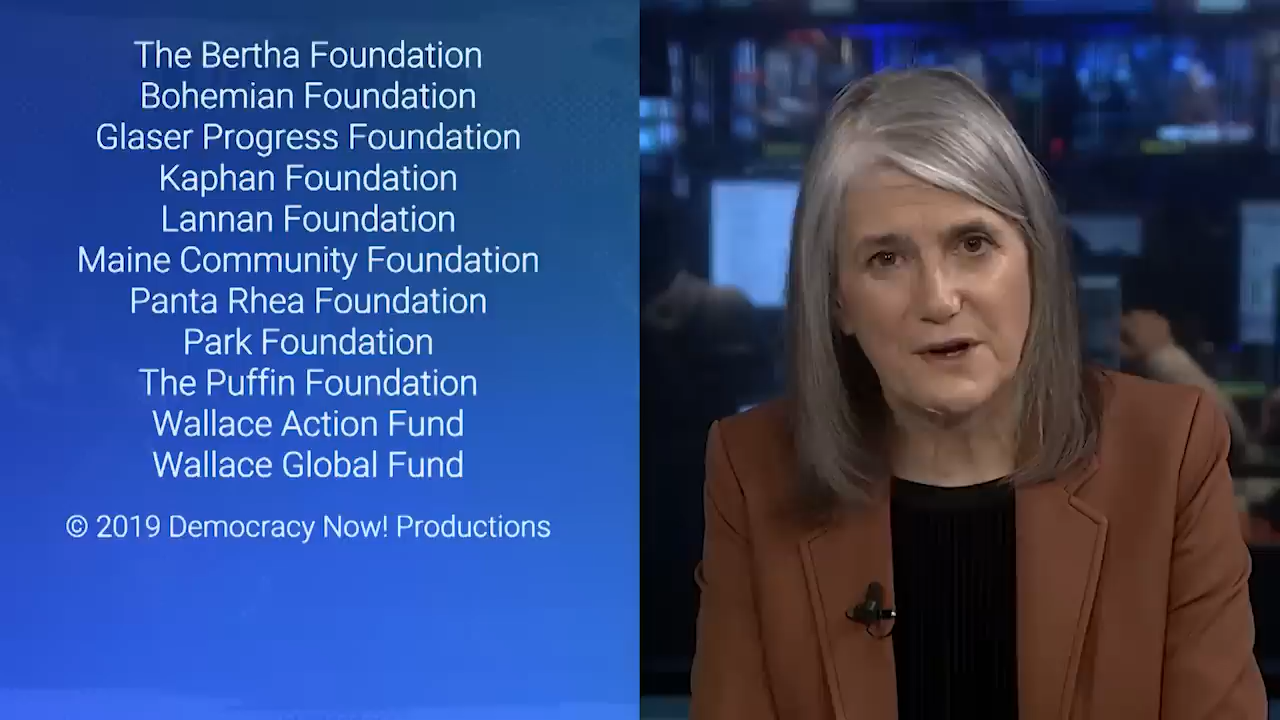 The Bertha Foundation
Bohemian Foundation
Glaser Progress Foundation
Kaphan Foundation
Lannan Foundation
Maine Community Foundation
Panta Rhea Foundation
Park Foundation
The Puffin Foundation
Wallace Action Fund
Wallace Global Fund
© 2019 Democracy Now! Productions